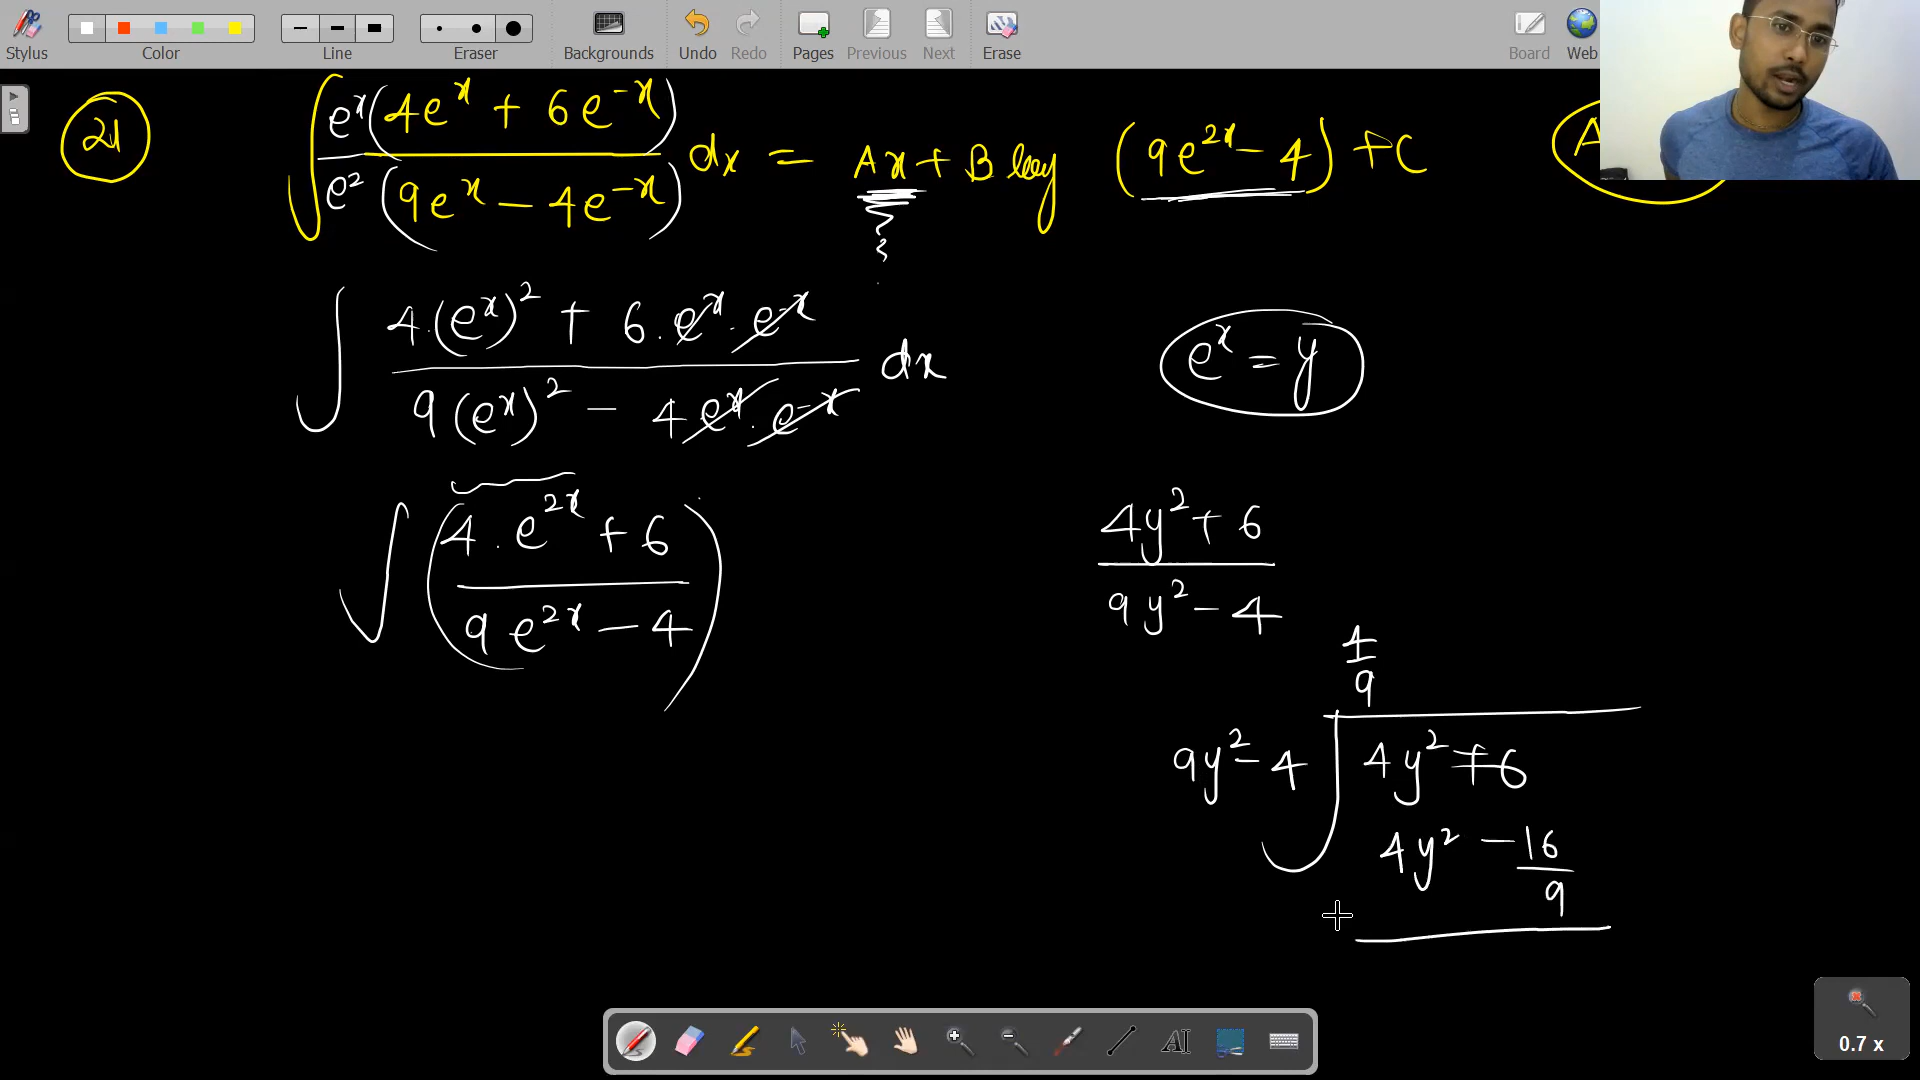 Stylus Color Line Eraser Backgrounds Undo Redo Pages Previous Next Erase Board Web
21
∫ e^x(4e^x + 6e^-x) / e^2(9e^x - 4e^-x) dx = Ax + B log (9e^2x - 4) + C
A
∫ 4.(e^x)^2 + 6.e^x.e^-x / 9(e^x)^2 - 4e^x.e^-x dx
e^x = y
∫ (4.e^2x + 6 / 9e^2x - 4)
4y^2 + 6 / 9y^2 - 4
4/9
9y^2 - 4 4y^2 + 6
4y^2 - 16/9
AI
0.7 x